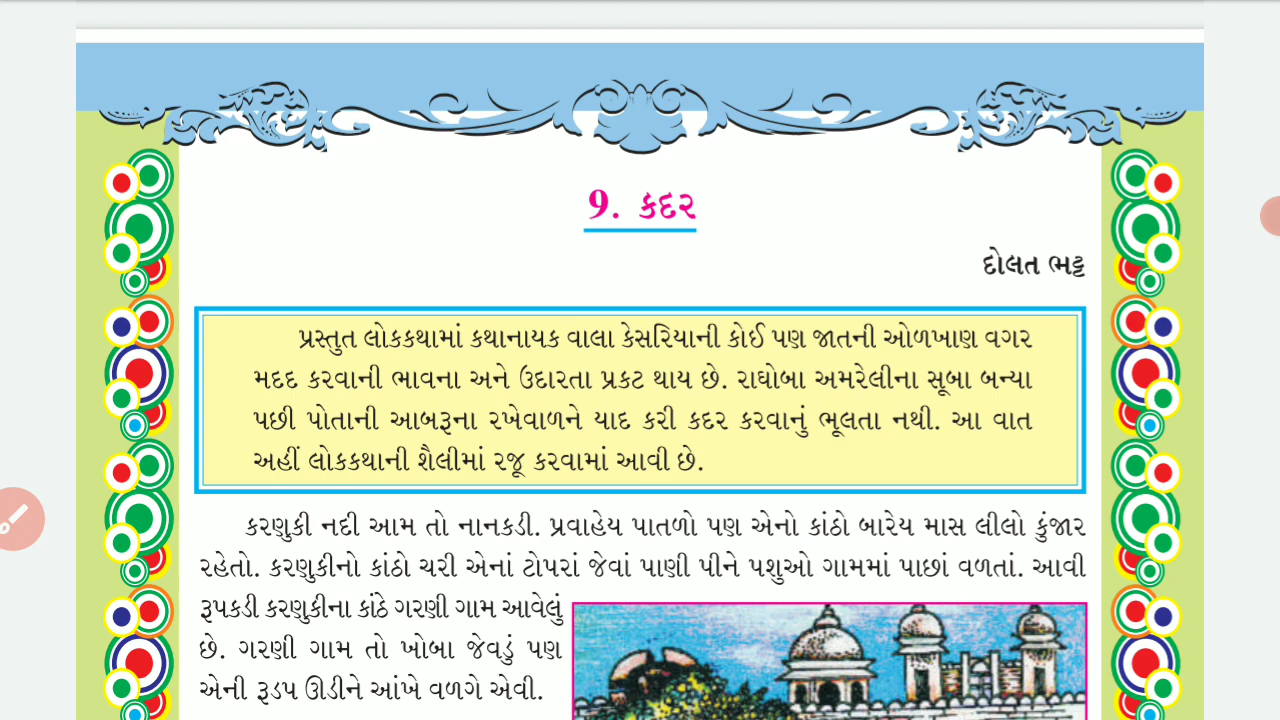 9. કદર
દોલત ભટ્ટ
પ્રસ્તુત લોકકથામાં કથાનાયક વાલા કેસરિયાની કોઈ પણ જાતની ઓળખાણ વગર
મદદ કરવાની ભાવના અને ઉદારતા પ્રકટ થાય છે. રાઘોબા અમરેલીના સૂબા બન્યા
પછી પોતાની આબરૂના રખેવાળને યાદ કરી કદર કરવાનું ભૂલતા નથી. આ વાત
અહીં લોકકથાની શૈલીમાં રજૂ કરવામાં આવી છે.
કરણુકી નદી આમ તો નાનકડી. પ્રવાહેય પાતળો પણ એનો કાંઠો બારેય માસ લીલો કુંજાર
રહેતો. કરણુકીનો કાંઠો ચરી એનાં ટોપરાં જેવાં પાણી પીને પશુઓ ગામમાં પાછાં વળતાં. આવી
રૂપકડી કરણુકીના કાંઠે ગરણી ગામ આવેલું
છે. ગરણી ગામ તો ખોબા જેવડું પણ
એની રૂડપ ઊડીને આંખે વળગે એવી.